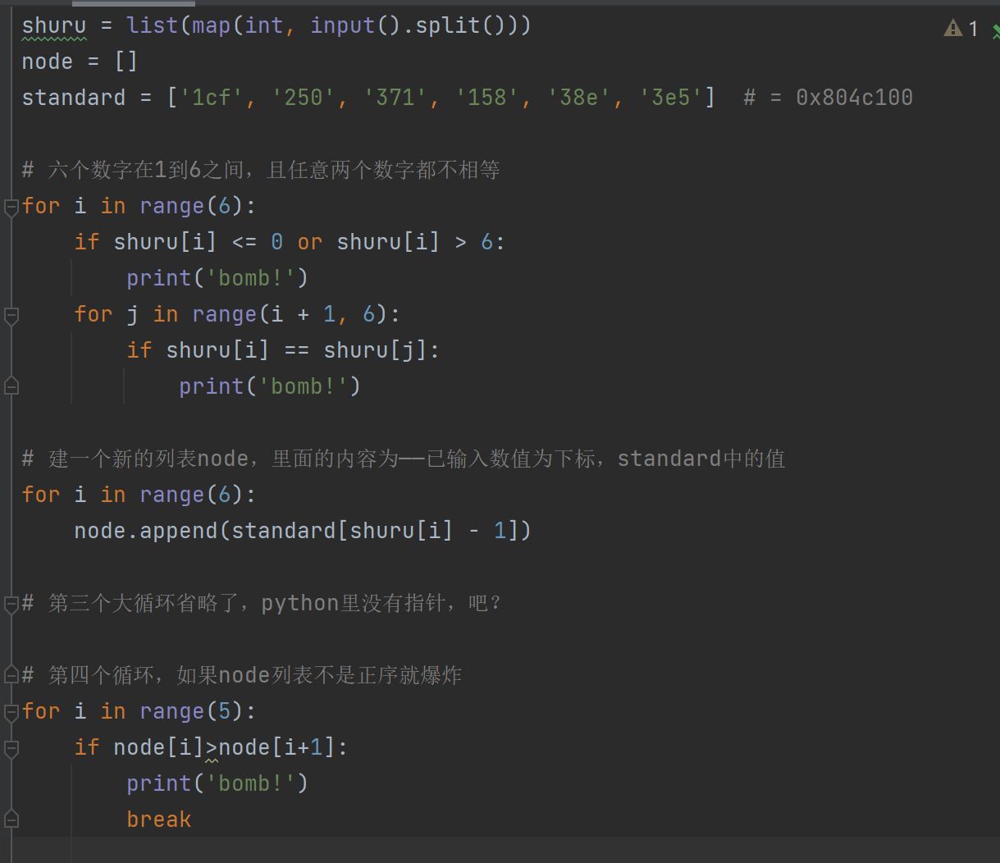 shuru = list(map(int, input().split()))
1
node = []
standard = ['1cf', '250', '371', '158', '38e', '3e5']  # = 0x804c100
# 六个数字在1到6之间，且任意两个数字都不相等
for i in range(6):
    if shuru[i] <= 0 or shuru[i] > 6:
        print('bomb!')
    for j in range(i + 1, 6):
        if shuru[i] == shuru[j]:
            print('bomb!')
# 建一个新的列表node，里面的内容为——已输入数值为下标，standard中的值
for i in range(6):
    node.append(standard[shuru[i] - 1])
# 第三个大循环省略了，python里没有指针，吧？
# 第四个循环，如果node列表不是正序就爆炸
for i in range(5):
    if node[i]>node[i+1]:
        print('bomb!')
        break